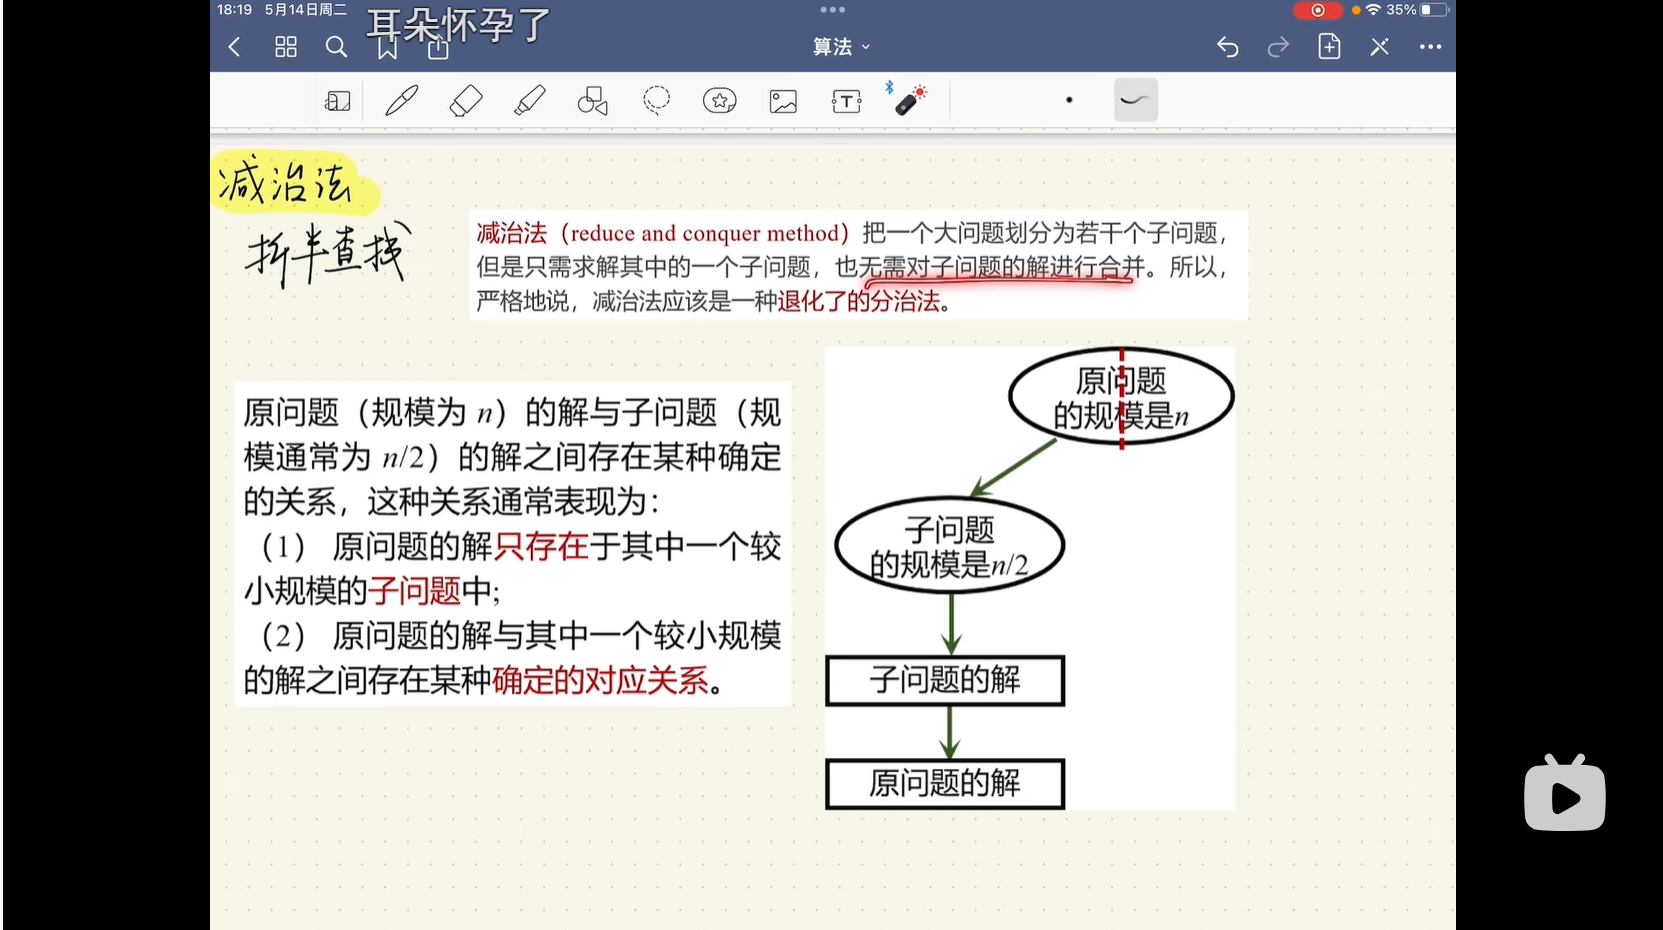 18:19 5月14日周二
耳朵怀孕了
35%
算法
T
减治法
折半查找
减治法（reduce and conquer method）把一个大问题划分为若干个子问题，
但是只需求解其中的一个子问题，也无需对子问题的解进行合并。所以，
严格地说，减治法应该是一种退化了的分治法。
原问题（规模为 n）的解与子问题（规
模通常为 n/2）的解之间存在某种确定
的关系，这种关系通常表现为：
（1） 原问题的解只存在于其中一个较
小规模的子问题中；
（2） 原问题的解与其中一个较小规模
的解之间存在某种确定的对应关系。
原问题
的规模是n
子问题
的规模是n/2
子问题的解
原问题的解